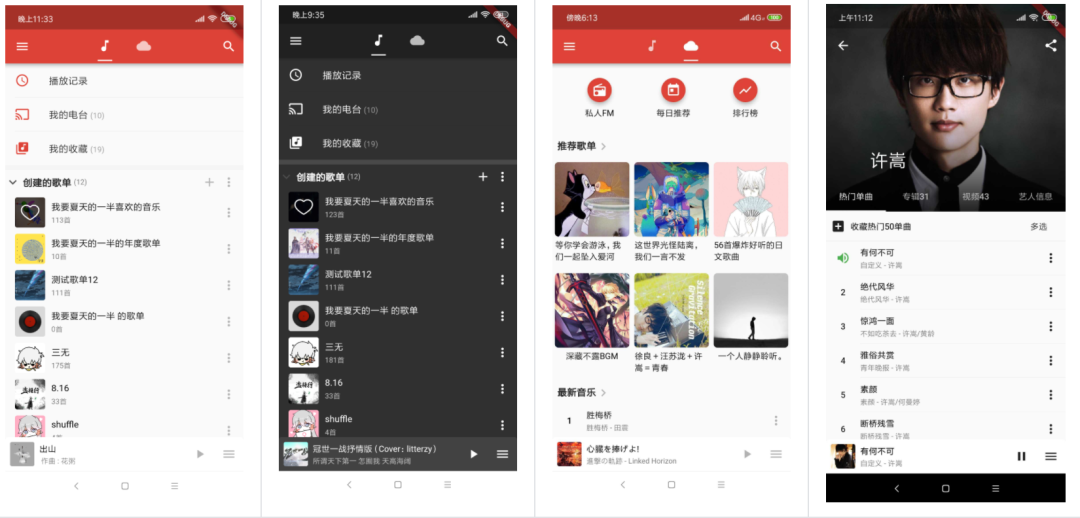 晚上11:33
播放记录
我的电台 (10)
我的收藏 (19)
创建的歌单 (12)
我要夏天的一半喜欢的音乐
113首
我要夏天的一半的年度歌单
10首
测试歌单12
111首
我要夏天的一半 的歌单
0首
三无
175首
8.16
33首
shuffle
4首
出山
作曲 : 花粥
晚上9:35
播放记录
我的电台 (10)
我的收藏 (19)
创建的歌单 (12)
我要夏天的一半喜欢的音乐
123首
我要夏天的一半的年度歌单
11首
测试歌单12
111首
我要夏天的一半 的歌单
0首
三无
181首
8.16
33首
shuffle
4首
冠世一战抒情版 (Cover: litterzy)
所谓天下第一 怎能抵 天高海阔
傍晚6:13
4G+
私人FM
每日推荐
排行榜
推荐歌单
等你学会游泳，我
们一起坠入爱河
这世界光怪陆离，
我们一言不发
56首爆炸好听的日
文歌曲
Silence
Gravitation
深藏不露BGM
徐良＋汪苏泷＋许
嵩＝青春
一个人静静聆听。
最新音乐
1
胜梅桥
胜梅桥 - 田震
心臓を捧げよ!
進撃の軌跡 - Linked Horizon
上午11:12
许嵩
热门单曲
专辑31
视频43
艺人信息
收藏热门50单曲
多选
有何不可
自定义 - 许嵩
2
绝代风华
绝代风华 - 许嵩
3
惊鸿一面
不如吃茶去 - 许嵩/黄龄
4
雅俗共赏
青年晚报 - 许嵩
5
素颜
素颜 - 许嵩/何曼婷
6
断桥残雪
断桥残雪 - 许嵩
有何不可
自定义 - 许嵩